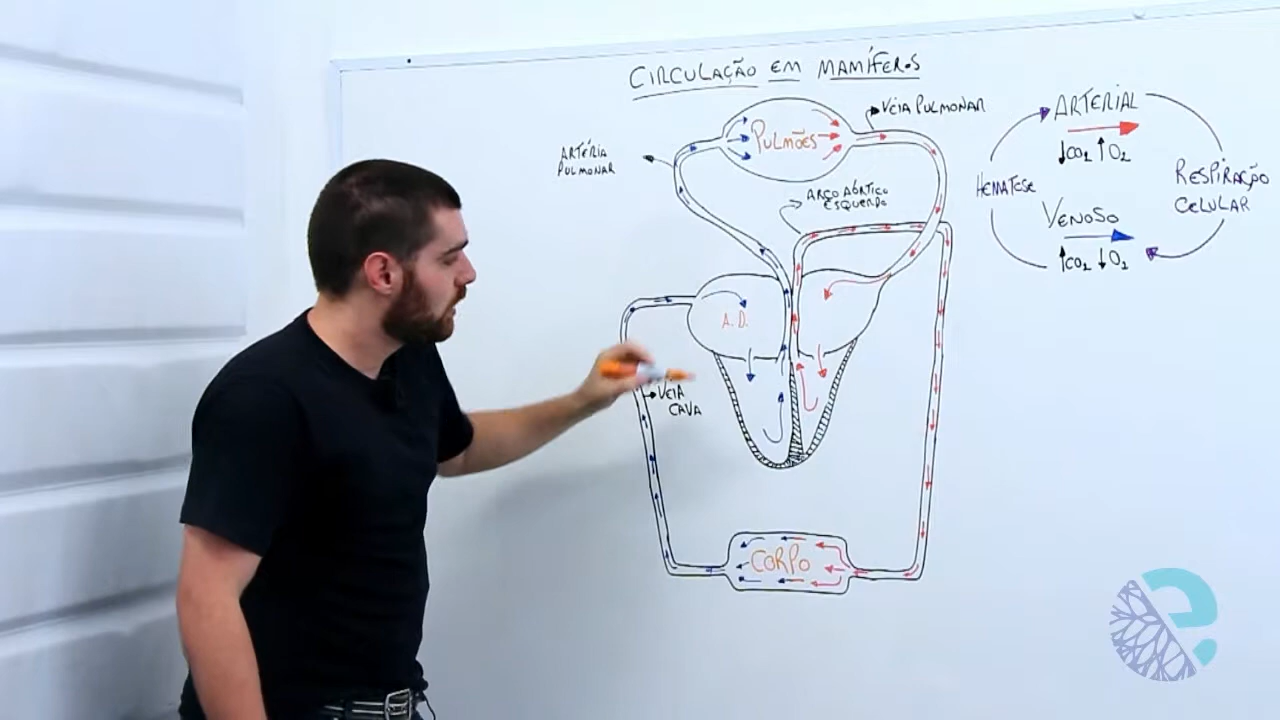 CIRCULAÇÃO EM MAMÍFEROS
VEIA PULMONAR
PULMÕES
ARTÉRIA
PULMONAR
ARCO AÓRTICO
ESQUERDO
A. D.
VEIA
CAVA
CORPO
ARTERIAL
↓CO₂ ↑O₂
HEMATOSE
RESPIRAÇÃO
CELULAR
VENOSO
↑CO₂ ↓O₂